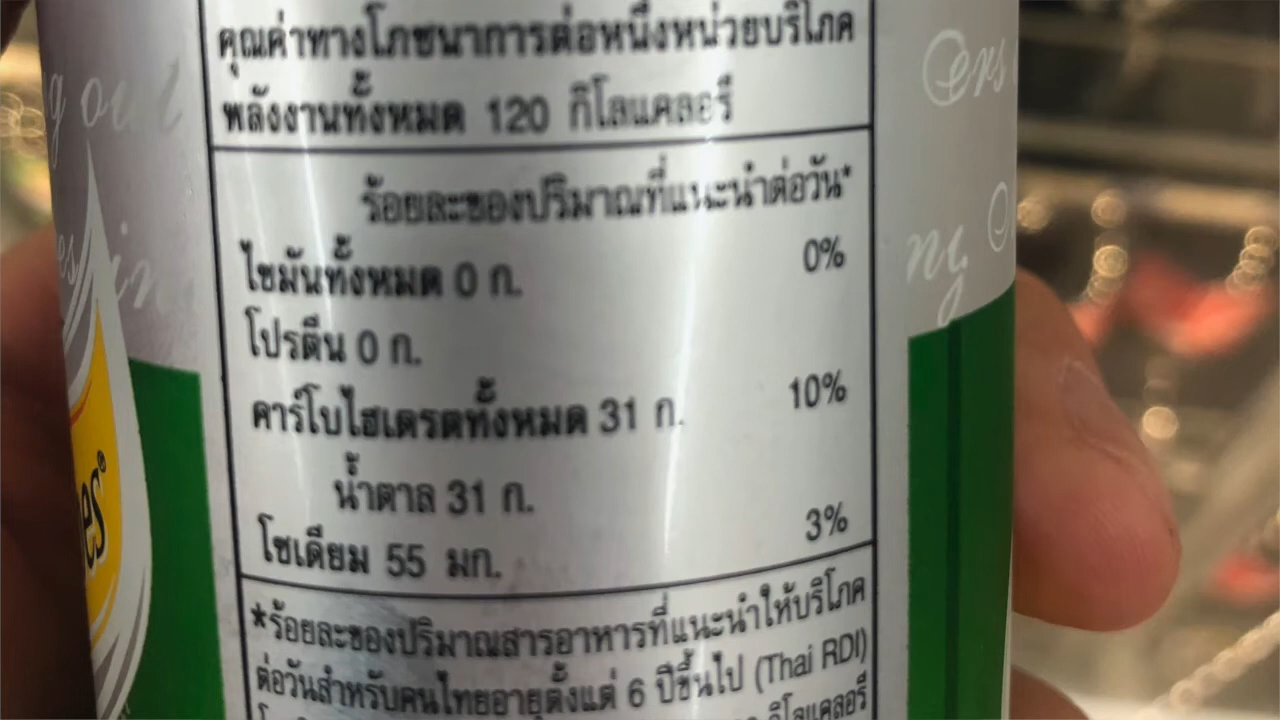 คุณค่าทางโภชนาการต่อหนึ่งหน่วยบริโภค
พลังงานทั้งหมด 120 กิโลแคลอรี
ร้อยละของปริมาณที่แนะนำต่อวัน*
ไขมันทั้งหมด 0 ก. 0%
โปรตีน 0 ก.
คาร์โบไฮเดรตทั้งหมด 31 ก. 10%
น้ำตาล 31 ก.
โซเดียม 55 มก. 3%
*ร้อยละของปริมาณสารอาหารที่แนะนำให้บริโภค
ต่อวันสำหรับคนไทยอายุตั้งแต่ 6 ปีขึ้นไป (Thai RDI)
กิโลแคลอรี
es®